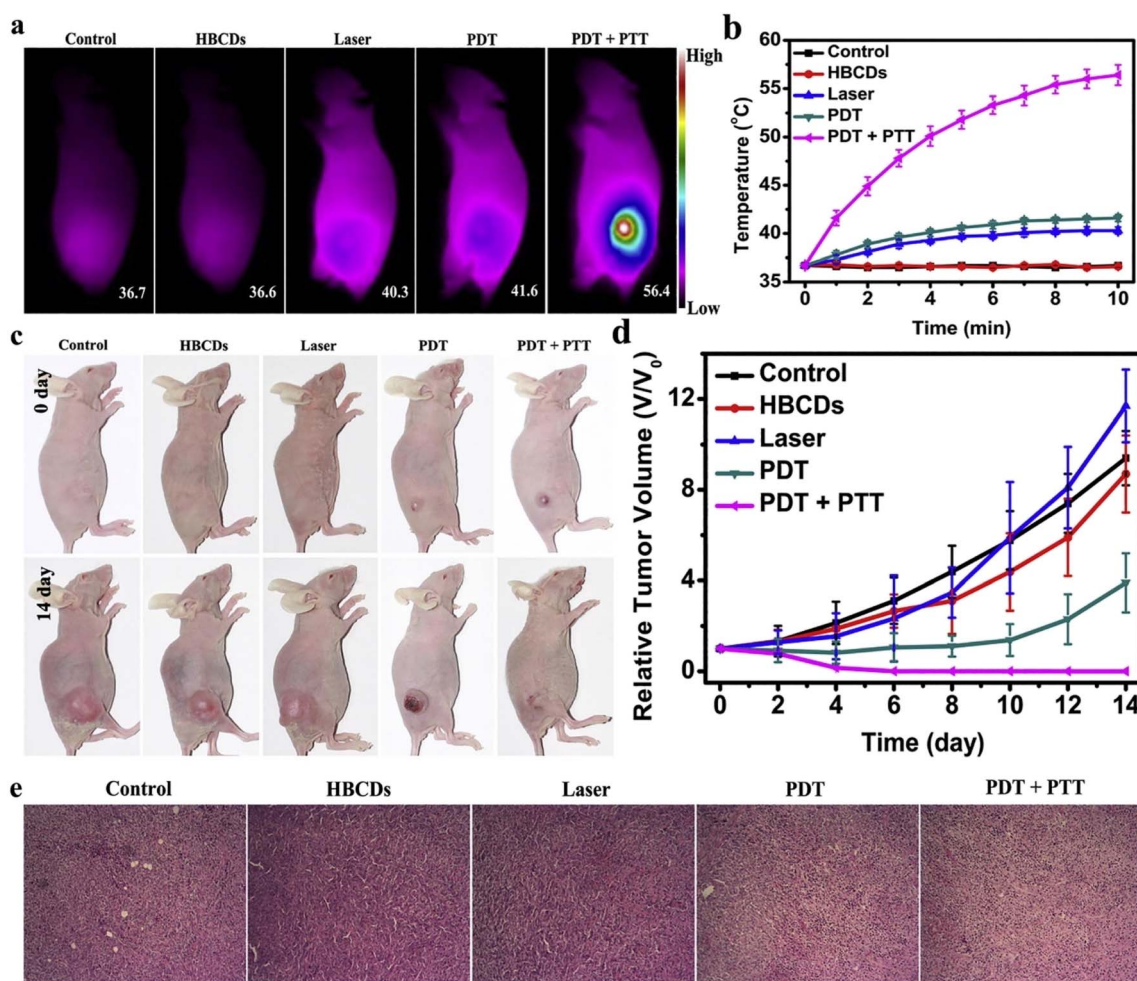 a
Control HBCDs Laser PDT PDT + PTT
High
Low
36.7 36.6 40.3 41.6 56.4
b
Temperature (°C)
60
55
50
45
40
35
Control
HBCDs
Laser
PDT
PDT + PTT
0 2 4 6 8 10
Time (min)
c
Control HBCDs Laser PDT PDT + PTT
0 day
14 day
d
Relative Tumor Volume (V/V₀)
12
8
4
0
Control
HBCDs
Laser
PDT
PDT + PTT
0 2 4 6 8 10 12 14
Time (day)
e
Control HBCDs Laser PDT PDT + PTT